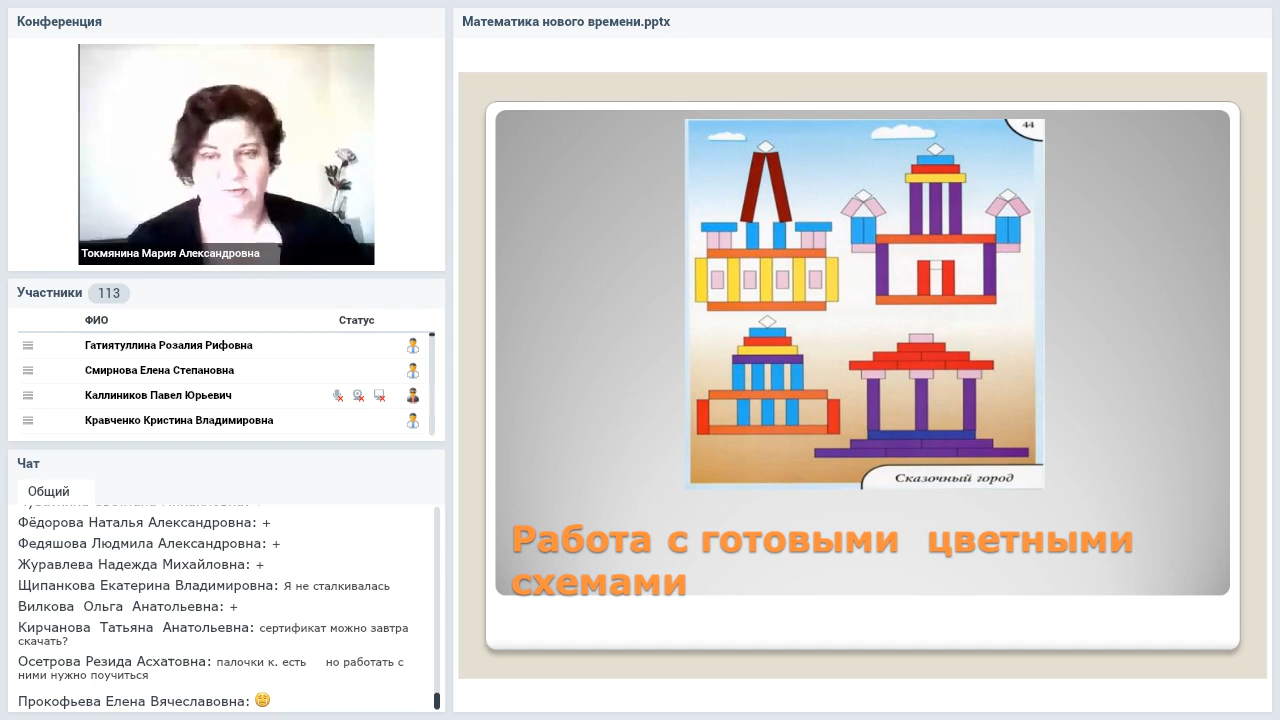 Конференция
Токмянина Мария Александровна
Участники 113
ФИО Статус
Гатиятуллина Розалия Рифовна
Смирнова Елена Степановна
Каллиников Павел Юрьевич
Кравченко Кристина Владимировна
Чат
Общий
Фёдорова Наталья Александровна: +
Федяшова Людмила Александровна: +
Журавлева Надежда Михайловна: +
Щипанкова Екатерина Владимировна: Я не сталкивалась
Вилкова Ольга Анатольевна: +
Кирчанова Татьяна Анатольевна: сертификат можно завтра
скачать?
Осетрова Резида Асхатовна: палочки к. есть но работать с
ними нужно поучиться
Прокофьева Елена Вячеславовна:
Математика нового времени.pptx
44
Сказочный город
Работа с готовыми цветными
схемами